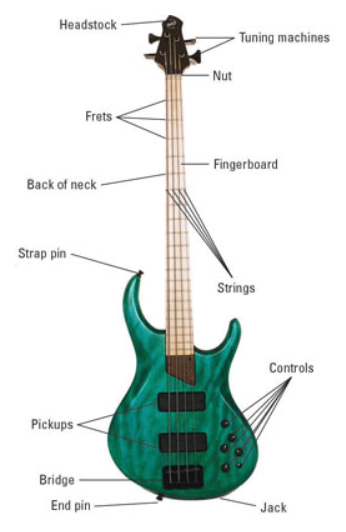 Headstock
Tuning machines
Nut
Frets
Fingerboard
Back of neck
Strap pin
Strings
Controls
Pickups
Bridge
End pin
Jack